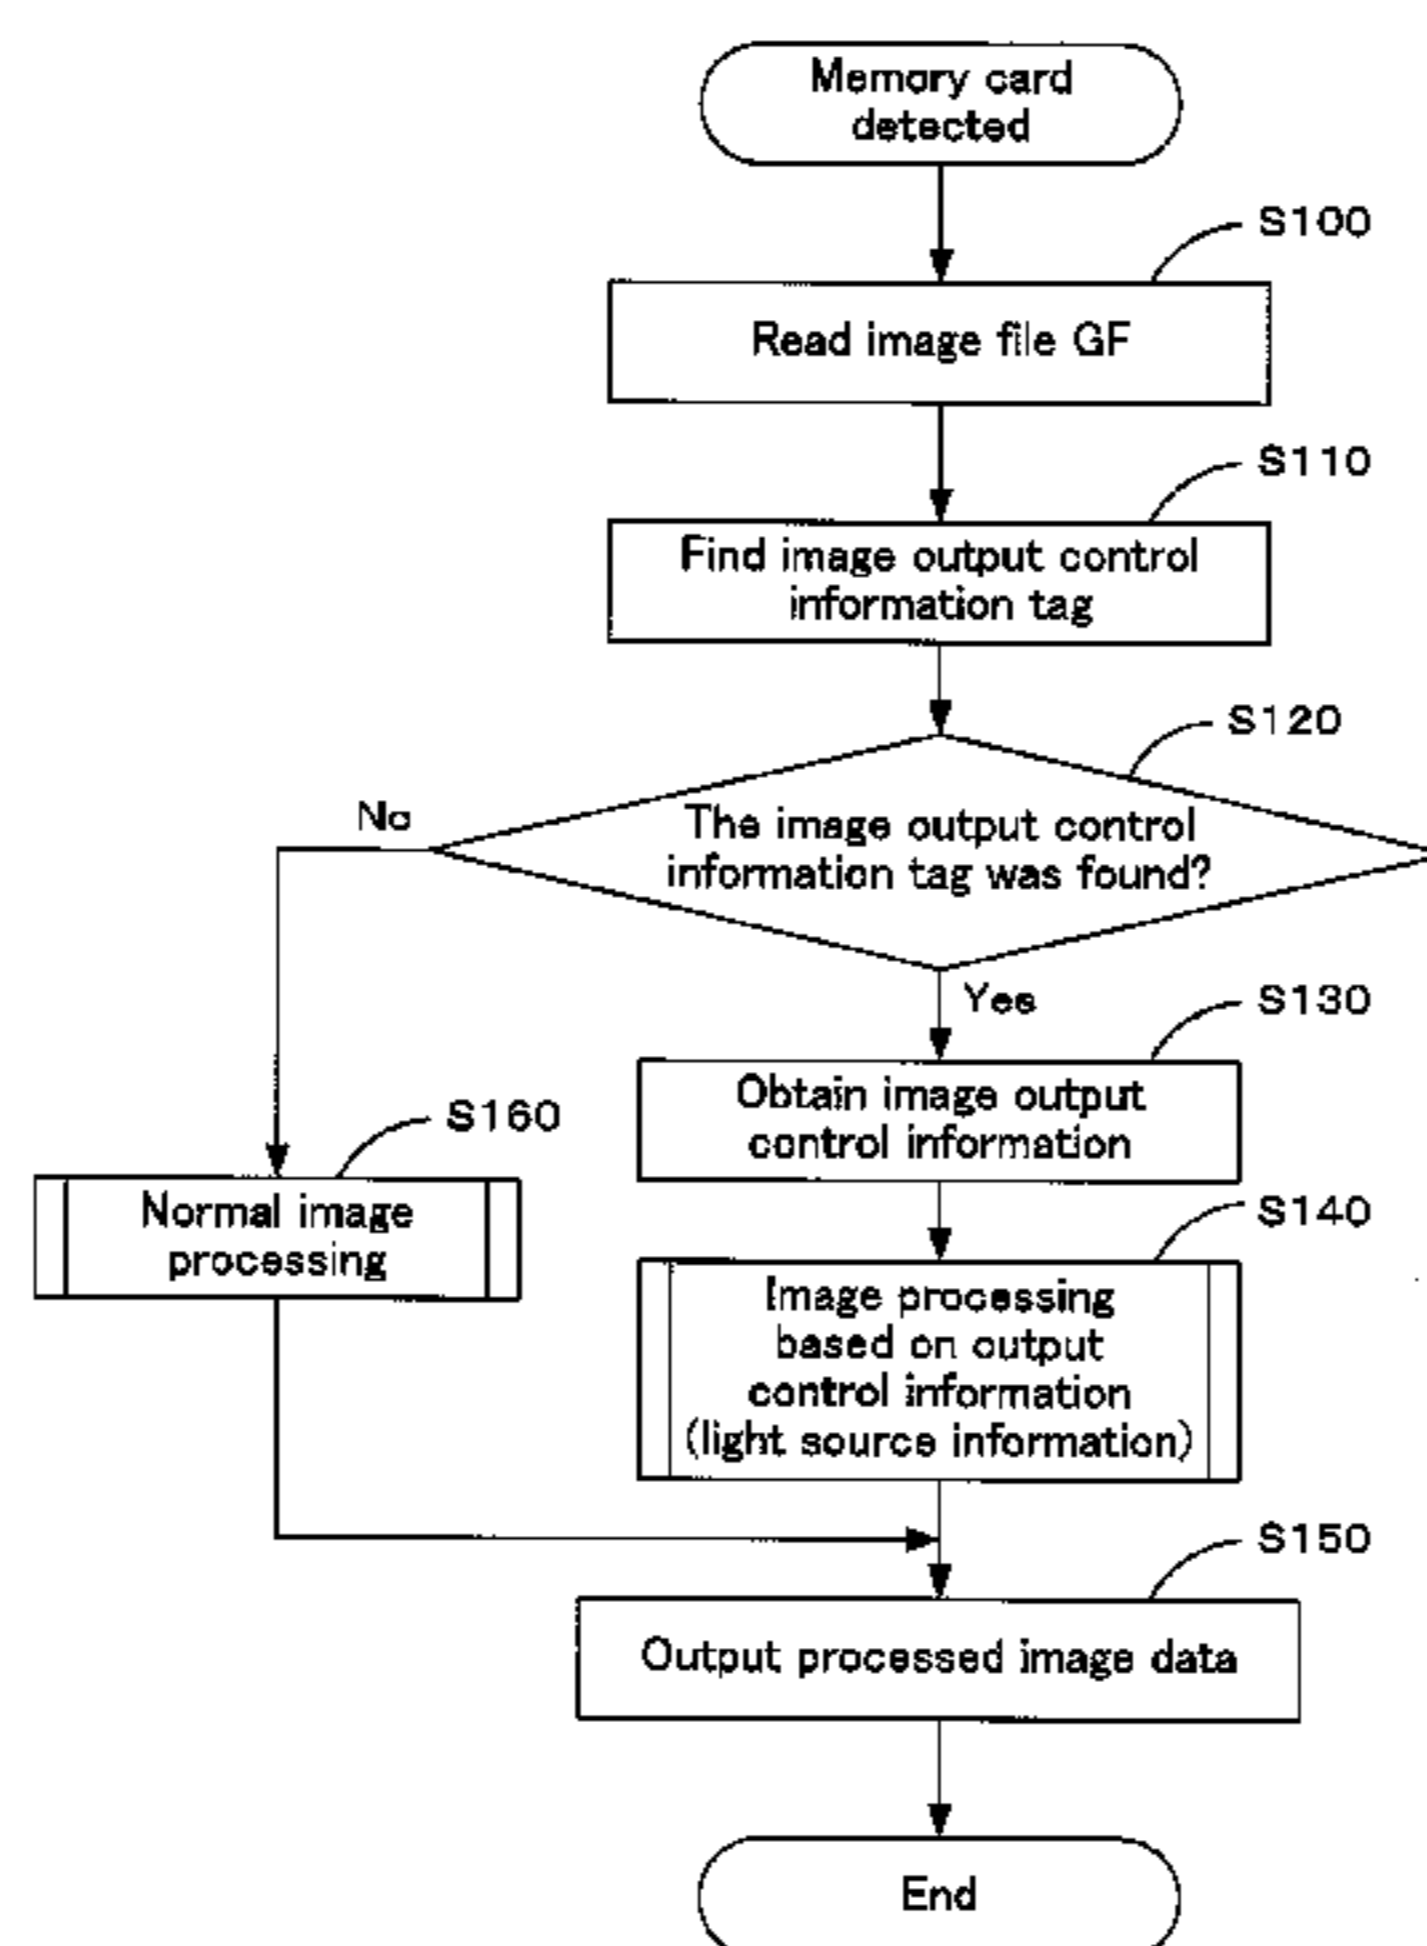 Memory card
detected
S100
Read image file GF
S110
Find image output control
information tag
S120
No
The image output control
information tag was found?
Yes
S130
Obtain image output
control information
S160
Normal image
processing
S140
Image processing
based on output
control information
(light source information)
S150
Output processed image data
End